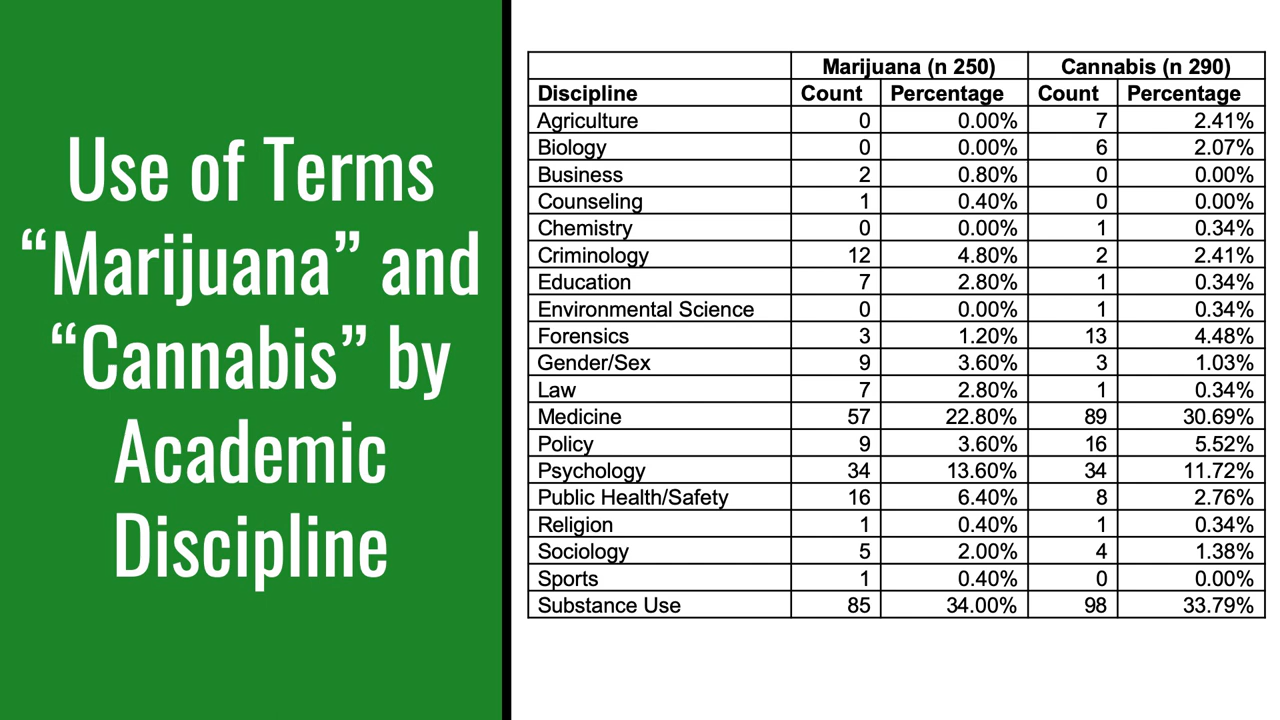 Use of Terms
“Marijuana” and
“Cannabis” by
Academic
Discipline
Marijuana (n 250) Cannabis (n 290)
Discipline Count Percentage Count Percentage
Agriculture 0 0.00% 7 2.41%
Biology 0 0.00% 6 2.07%
Business 2 0.80% 0 0.00%
Counseling 1 0.40% 0 0.00%
Chemistry 0 0.00% 1 0.34%
Criminology 12 4.80% 2 2.41%
Education 7 2.80% 1 0.34%
Environmental Science 0 0.00% 1 0.34%
Forensics 3 1.20% 13 4.48%
Gender/Sex 9 3.60% 3 1.03%
Law 7 2.80% 1 0.34%
Medicine 57 22.80% 89 30.69%
Policy 9 3.60% 16 5.52%
Psychology 34 13.60% 34 11.72%
Public Health/Safety 16 6.40% 8 2.76%
Religion 1 0.40% 1 0.34%
Sociology 5 2.00% 4 1.38%
Sports 1 0.40% 0 0.00%
Substance Use 85 34.00% 98 33.79%